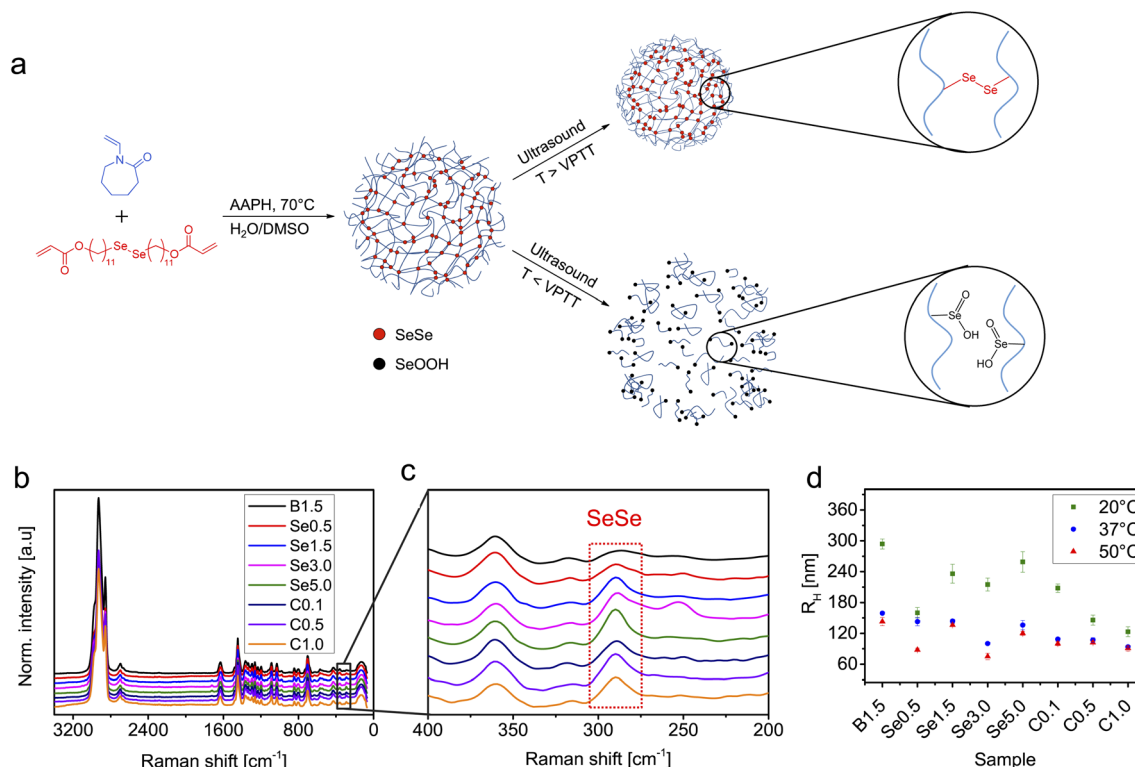 a
N
O
+
O
O
11
Se
Se
11
O
O
AAPH, 70°C
H₂O/DMSO
SeSe
SeOOH
Ultrasound
T > VPTT
Ultrasound
T < VPTT
Se
Se
O
Se
OH
O
Se
HO
b
Norm. intensity [a.u]
B1.5
Se0.5
Se1.5
Se3.0
Se5.0
C0.1
C0.5
C1.0
3400 2400 1600 800 0
Raman shift [cm⁻¹]
c
SeSe
400 350 300 250 200
Raman shift [cm⁻¹]
d
20°C
37°C
50°C
R_H [nm]
360
300
240
180
120
60
B1.5 Se0.5 Se1.5 Se3.0 Se5.0 C0.1 C0.5 C1.0
Sample